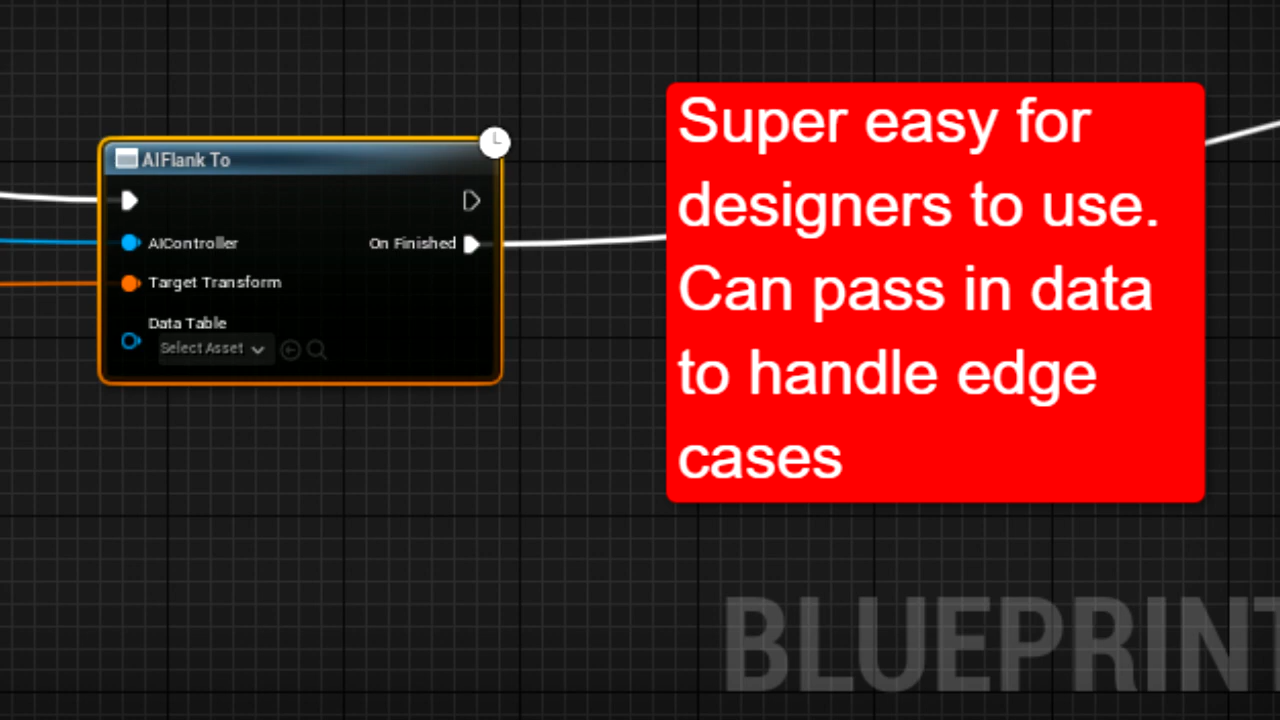 AIFlank To
AIController
On Finished
Target Transform
Data Table
Select Asset
Super easy for
designers to use.
Can pass in data
to handle edge
cases
BLUEPRINT